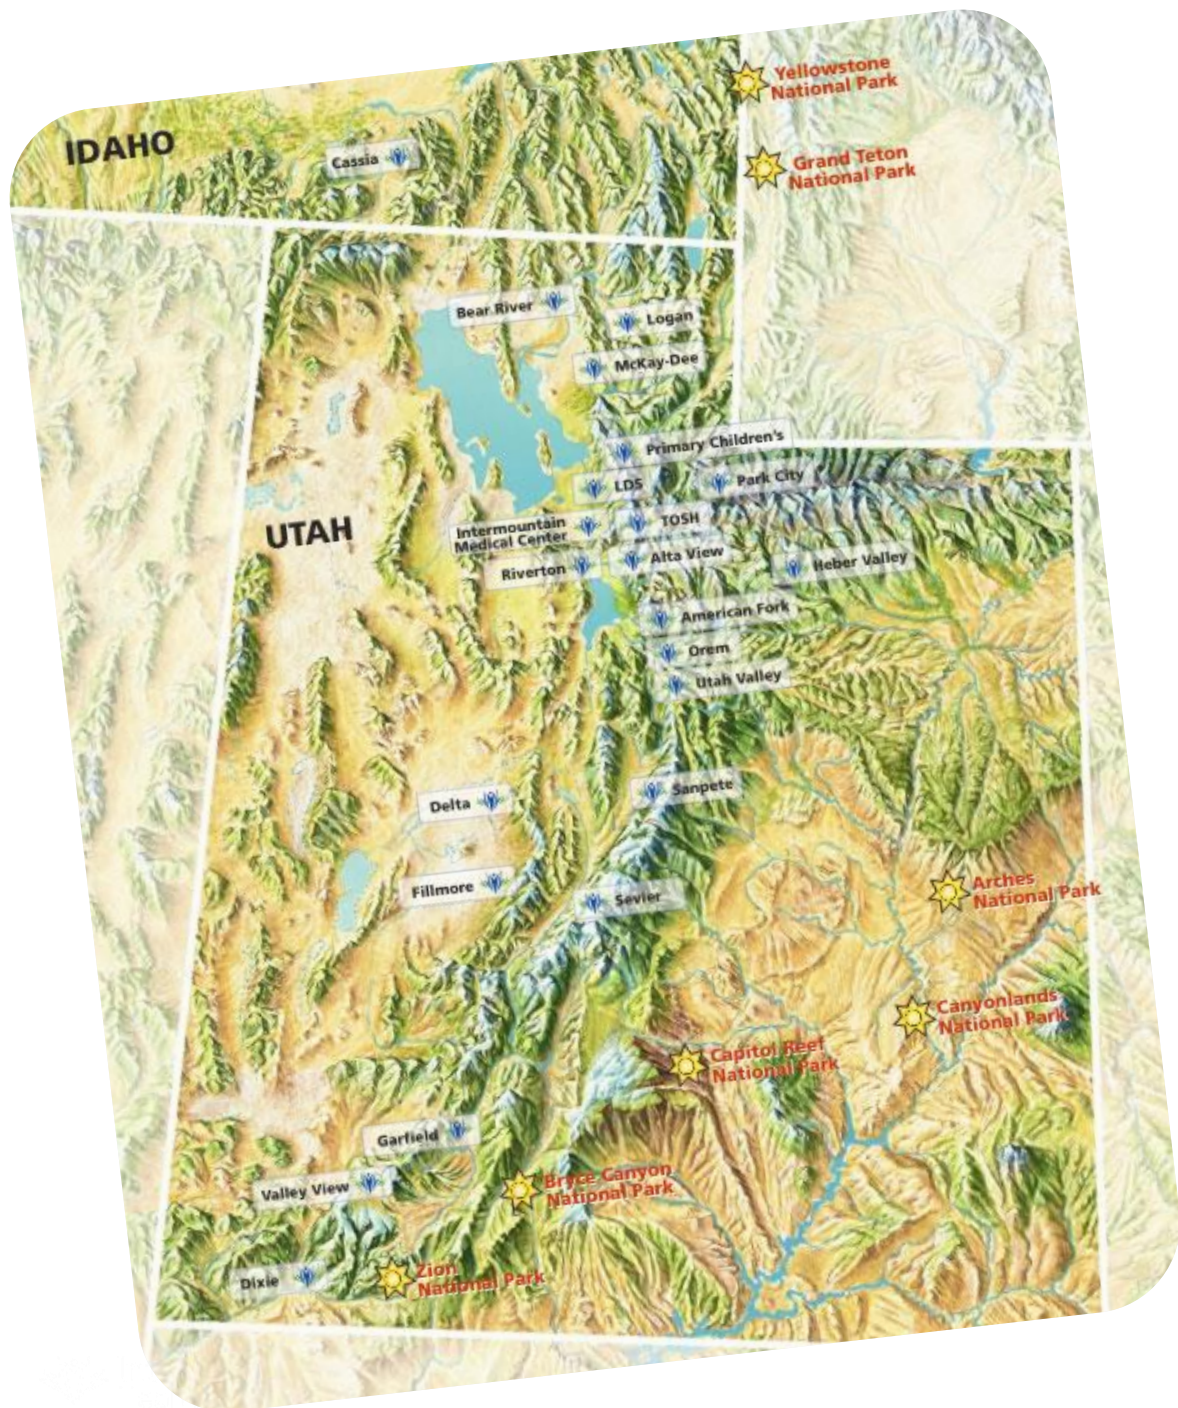 Yellowstone
National Park
IDAHO
Cassia
Grand Teton
National Park
Bear River
Logan
McKay-Dee
Primary Children's
LDS
Park City
UTAH
Intermountain
Medical Center
TOSH
Riverton
Alta View
Heber Valley
American Fork
Orem
Utah Valley
Delta
Sanpete
Fillmore
Sevier
Arches
National Park
Canyonlands
National Park
Capitol Reef
National Park
Garfield
Valley View
Bryce Canyon
National Park
Dixie
Zion
National Park